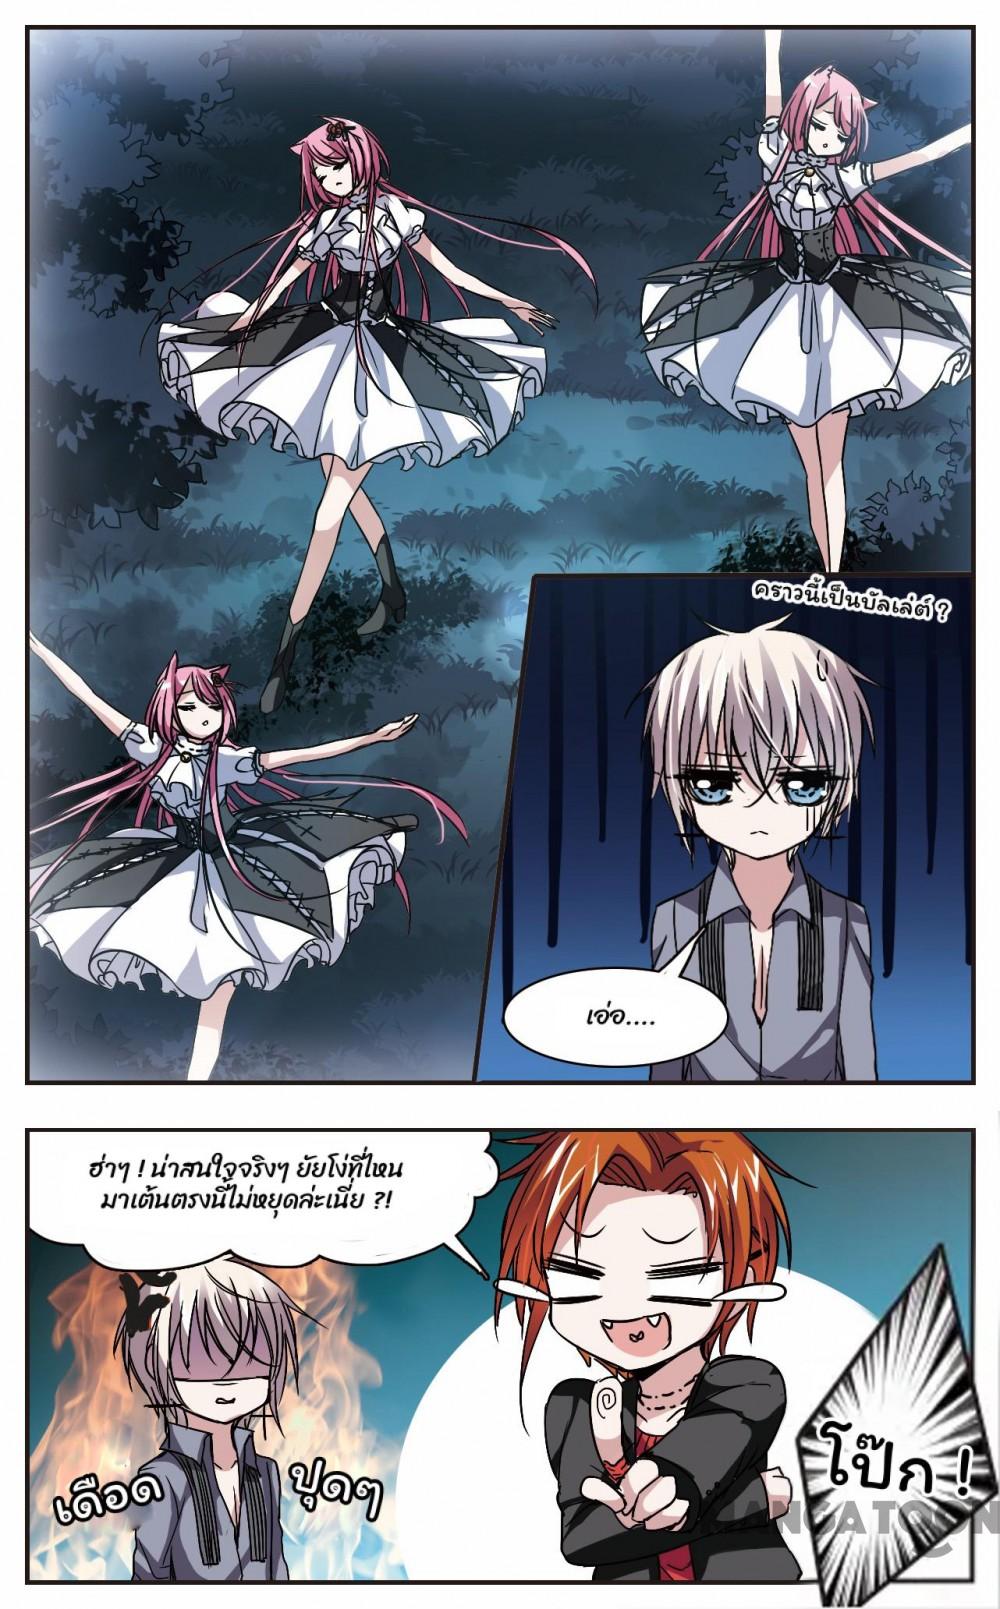 คราวนี้เป็นบัลเล่ต์ ?
เอ่อ....
ฮ่าๆ ! น่าสนใจจริงๆ ยัยโง่ที่ไหน
มาเต้นตรงนี้ไม่หยุดล่ะเนี่ย ?!
เดือด
ปุดๆ
โป๊ก !
MANGATOON